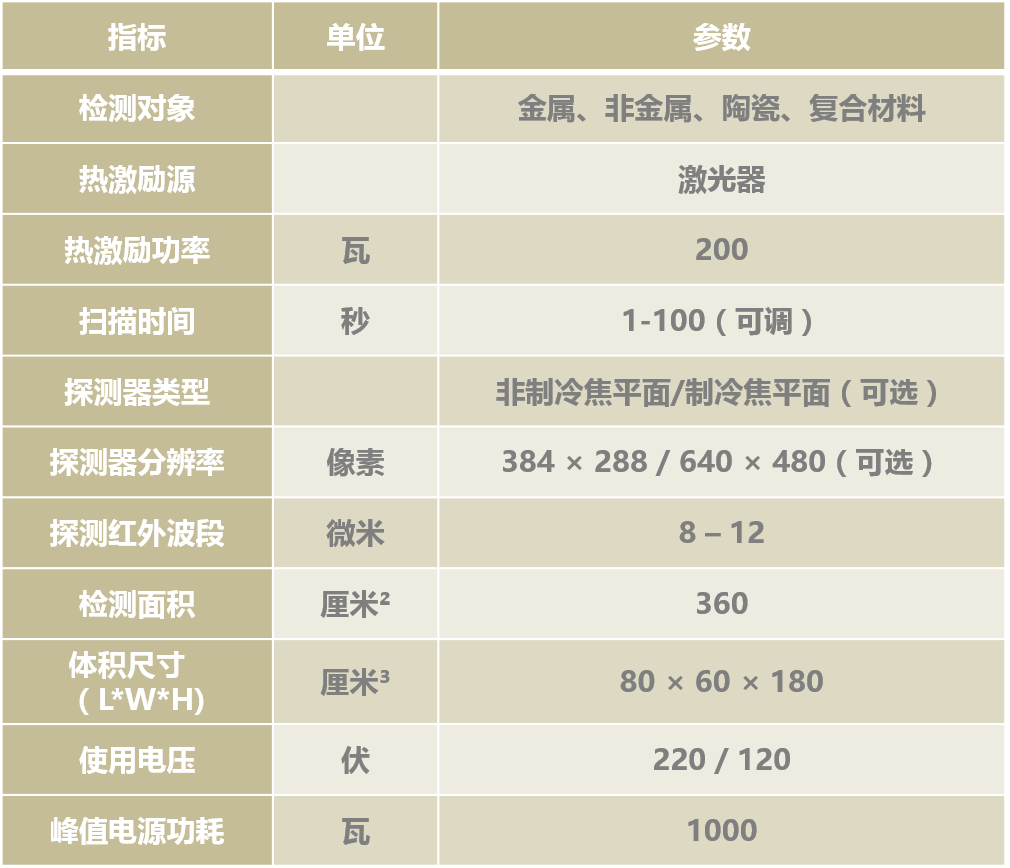 指标 单位 参数
检测对象 金属、非金属、陶瓷、复合材料
热激励源 激光器
热激励功率 瓦 200
扫描时间 秒 1-100（可调）
探测器类型 非制冷焦平面/制冷焦平面（可选）
探测器分辨率 像素 384 × 288 / 640 × 480（可选）
探测红外波段 微米 8 – 12
检测面积 厘米² 360
体积尺寸
（L*W*H) 厘米³ 80 × 60 × 180
使用电压 伏 220 / 120
峰值电源功耗 瓦 1000